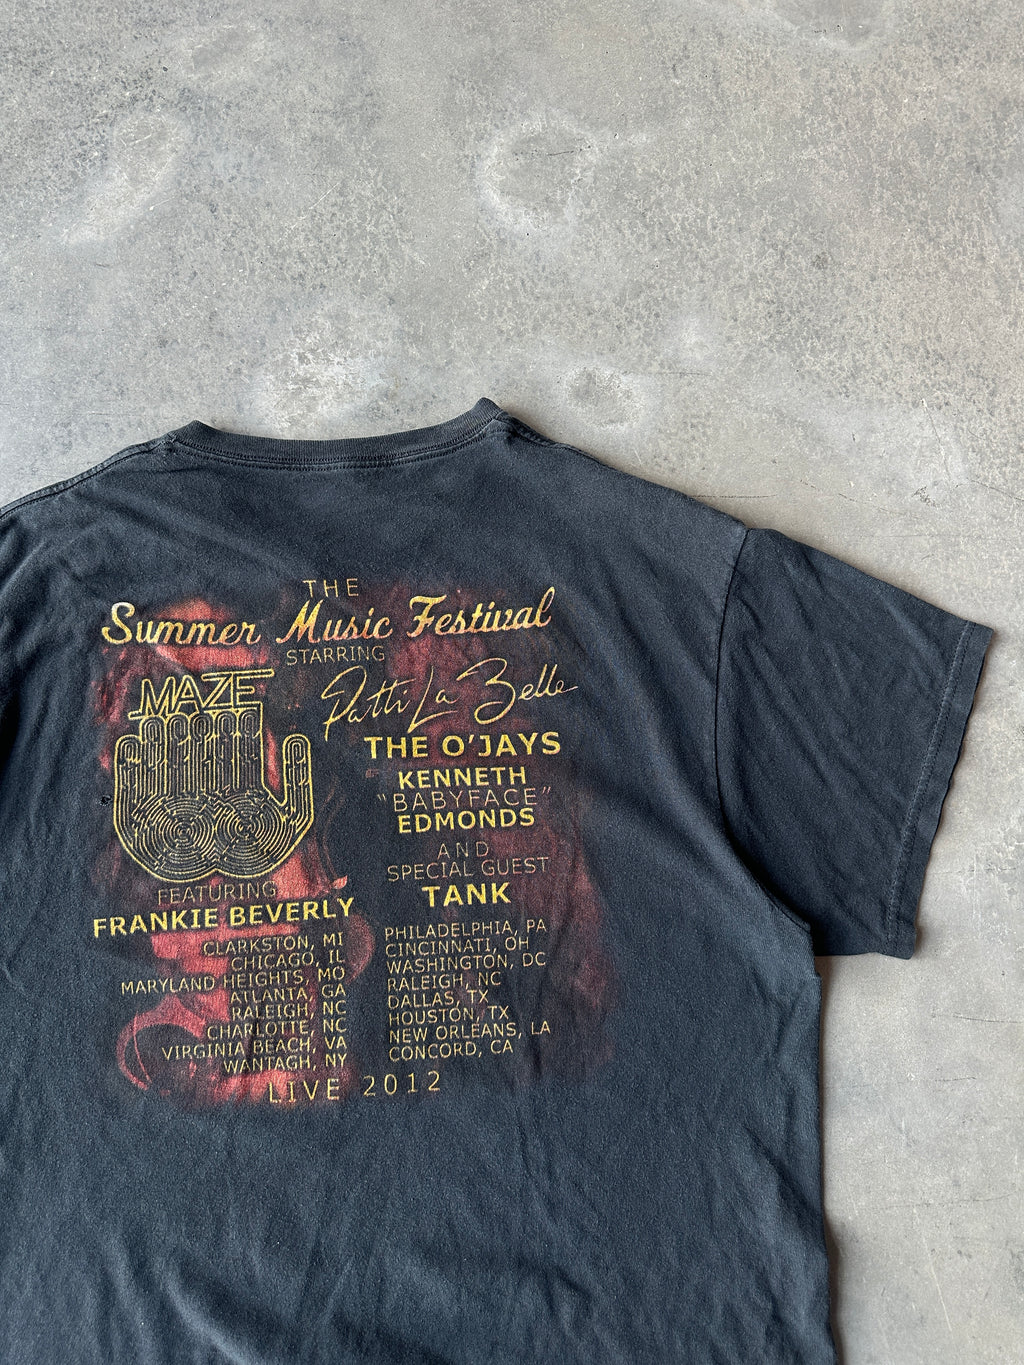 THE
Summer Music Festival
STARRING
MAZE
FEATURING
FRANKIE BEVERLY
Patti LaBelle
THE O'JAYS
KENNETH
"BABYFACE"
EDMONDS
AND
SPECIAL GUEST
TANK
CLARKSTON, MI
CHICAGO, IL
MARYLAND HEIGHTS, MO
ATLANTA, GA
RALEIGH, NC
CHARLOTTE, NC
VIRGINIA BEACH, VA
WANTAGH, NY
PHILADELPHIA, PA
CINCINNATI, OH
WASHINGTON, DC
RALEIGH, NC
DALLAS, TX
HOUSTON, TX
NEW ORLEANS, LA
CONCORD, CA
LIVE 2012